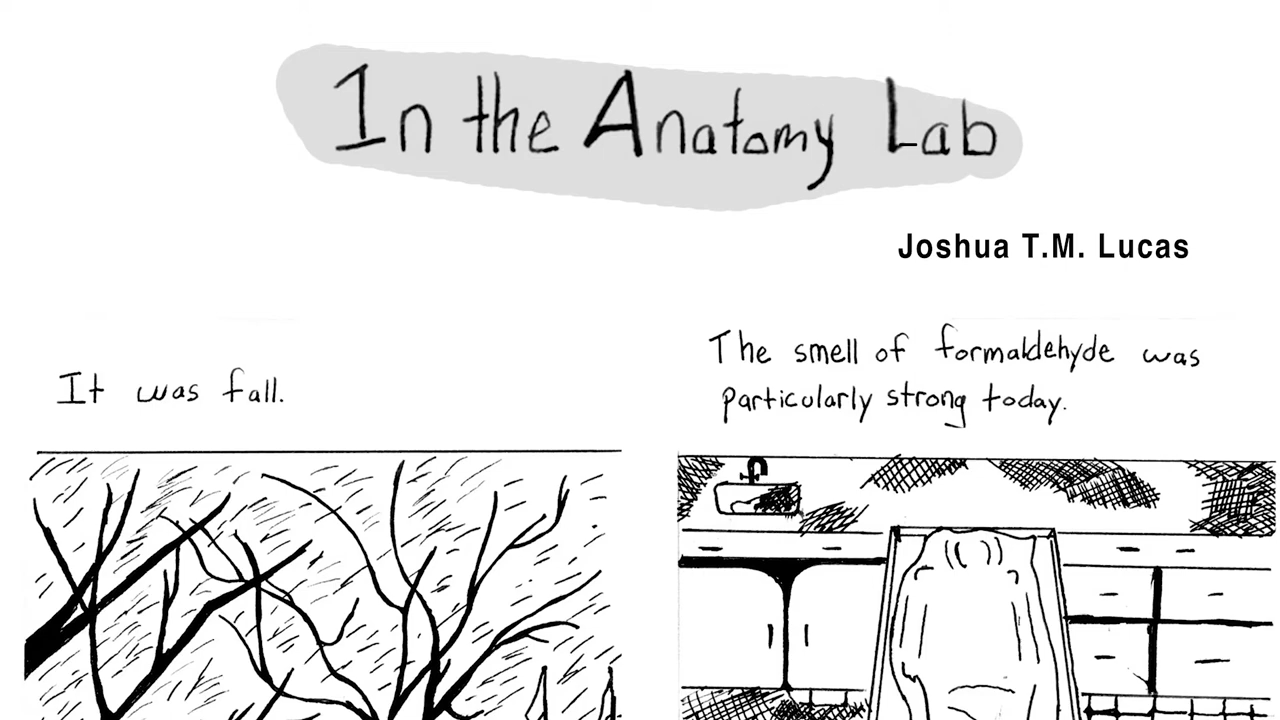 In the Anatomy Lab
Joshua T.M. Lucas
It was fall.
The smell of formaldehyde was
particularly strong today.